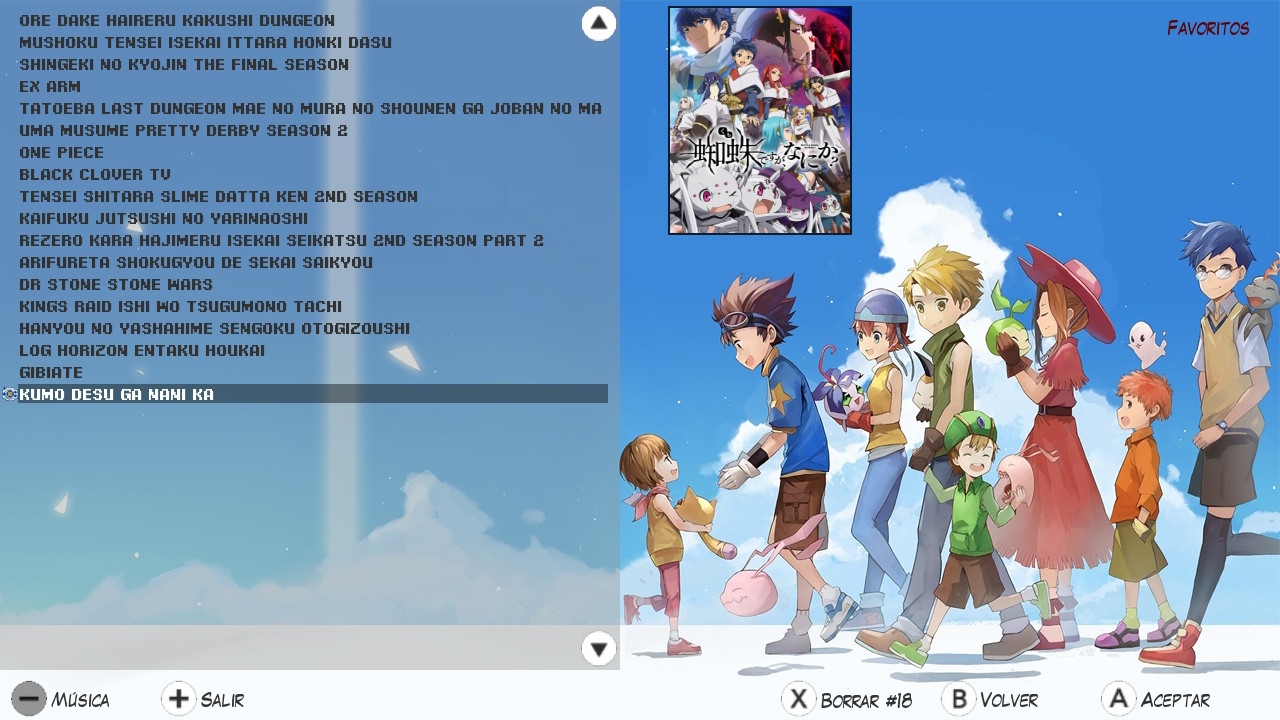 ORE DAKE HAIRERU KAKUSHI DUNGEON
MUSHOKU TENSEI ISEKAI ITTARA HONKI DASU
SHINGEKI NO KYOJIN THE FINAL SEASON
EX ARM
TATOEBA LAST DUNGEON MAE NO MURA NO SHOUNEN GA JOBAN NO MA
UMA MUSUME PRETTY DERBY SEASON 2
ONE PIECE
BLACK CLOVER TV
TENSEI SHITARA SLIME DATTA KEN 2ND SEASON
KAIFUKU JUTSUSHI NO YARINAOSHI
REZERO KARA HAJIMERU ISEKAI SEIKATSU 2ND SEASON PART 2
ARIFURETA SHOKUGYOU DE SEKAI SAIKYOU
DR STONE STONE WARS
KINGS RAID ISHI WO TSUGUMONO TACHI
HANYOU NO YASHAHIME SENGOKU OTOGIZOUSHI
LOG HORIZON ENTAKU HOUKAI
GIBIATE
KUMO DESU GA NANI KA
FAVORITOS
蜘蛛ですが、なにか?
MÚSICA
SALIR
X BORRAR #18
B VOLVER
A ACEPTAR